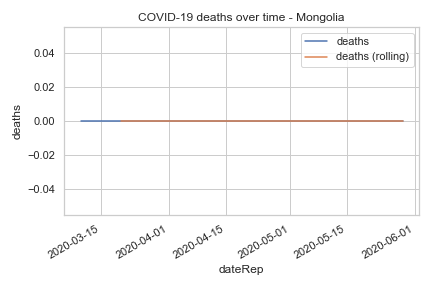 COVID-19 deaths over time - Mongolia
deaths
deaths (rolling)
deaths
0.04
0.02
0.00
−0.02
−0.04
2020-03-15
2020-04-01
2020-04-15
2020-05-01
2020-05-15
2020-06-01
dateRep